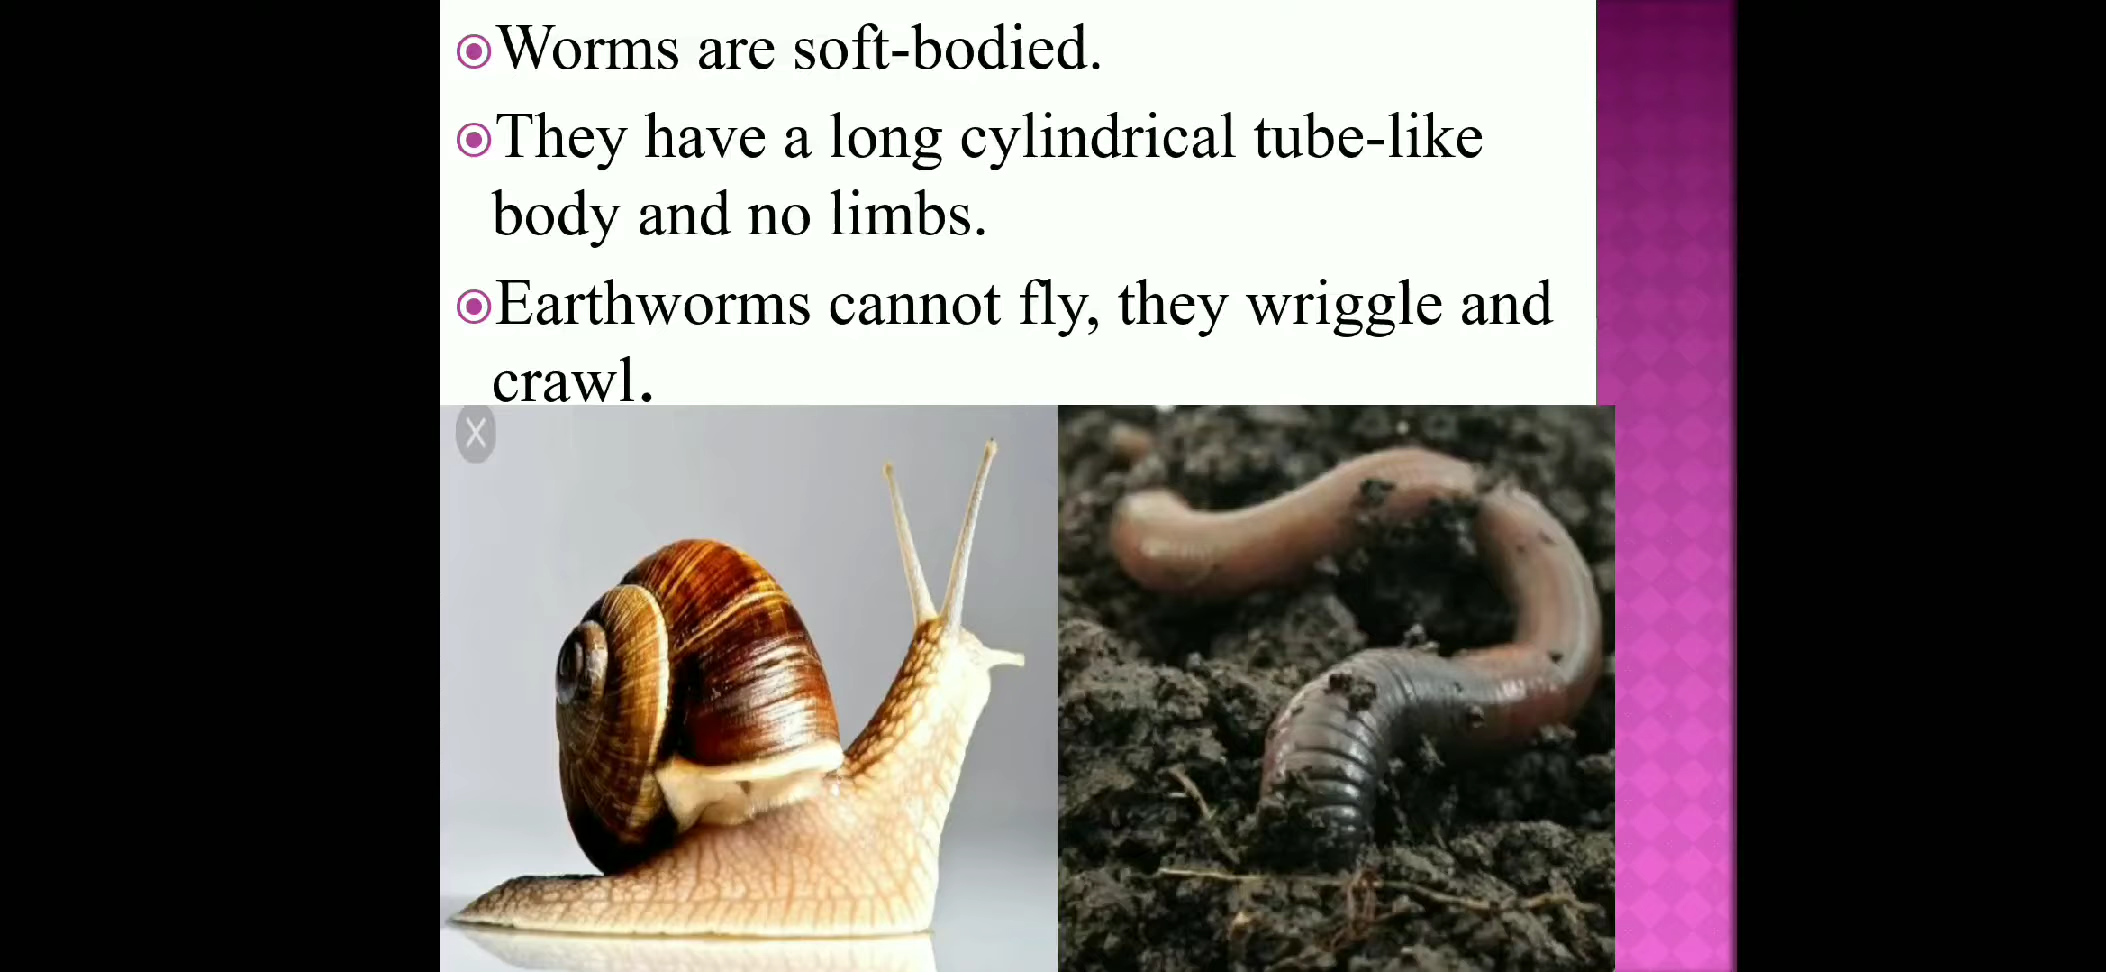 Worms are soft-bodied.
They have a long cylindrical tube-like
body and no limbs.
Earthworms cannot fly, they wriggle and
crawl.
X